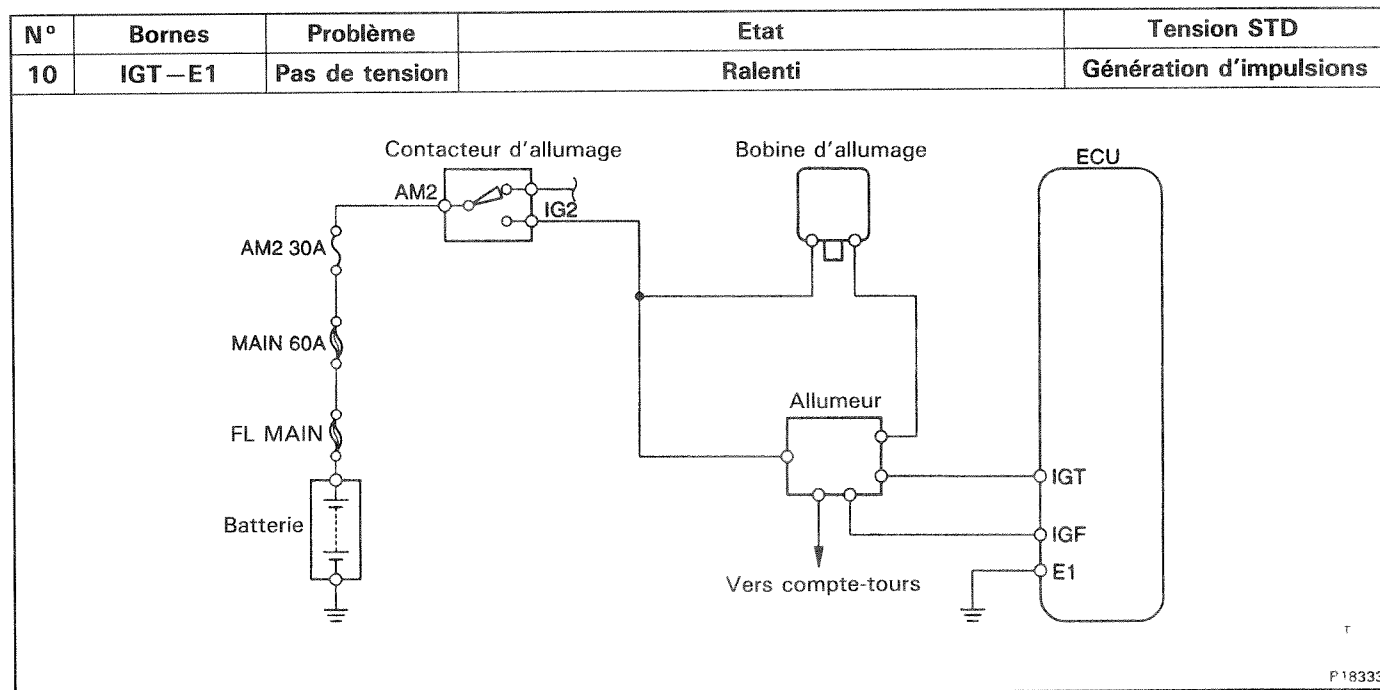 N° Bornes Problème Etat Tension STD
10 IGT—E1 Pas de tension Ralenti Génération d'impulsions
Contacteur d'allumage
Bobine d'allumage
ECU
AM2
IG2
AM2 30A
MAIN 60A
Allumeur
FL MAIN
IGT
Batterie
IGF
E1
Vers compte-tours
T
P18333